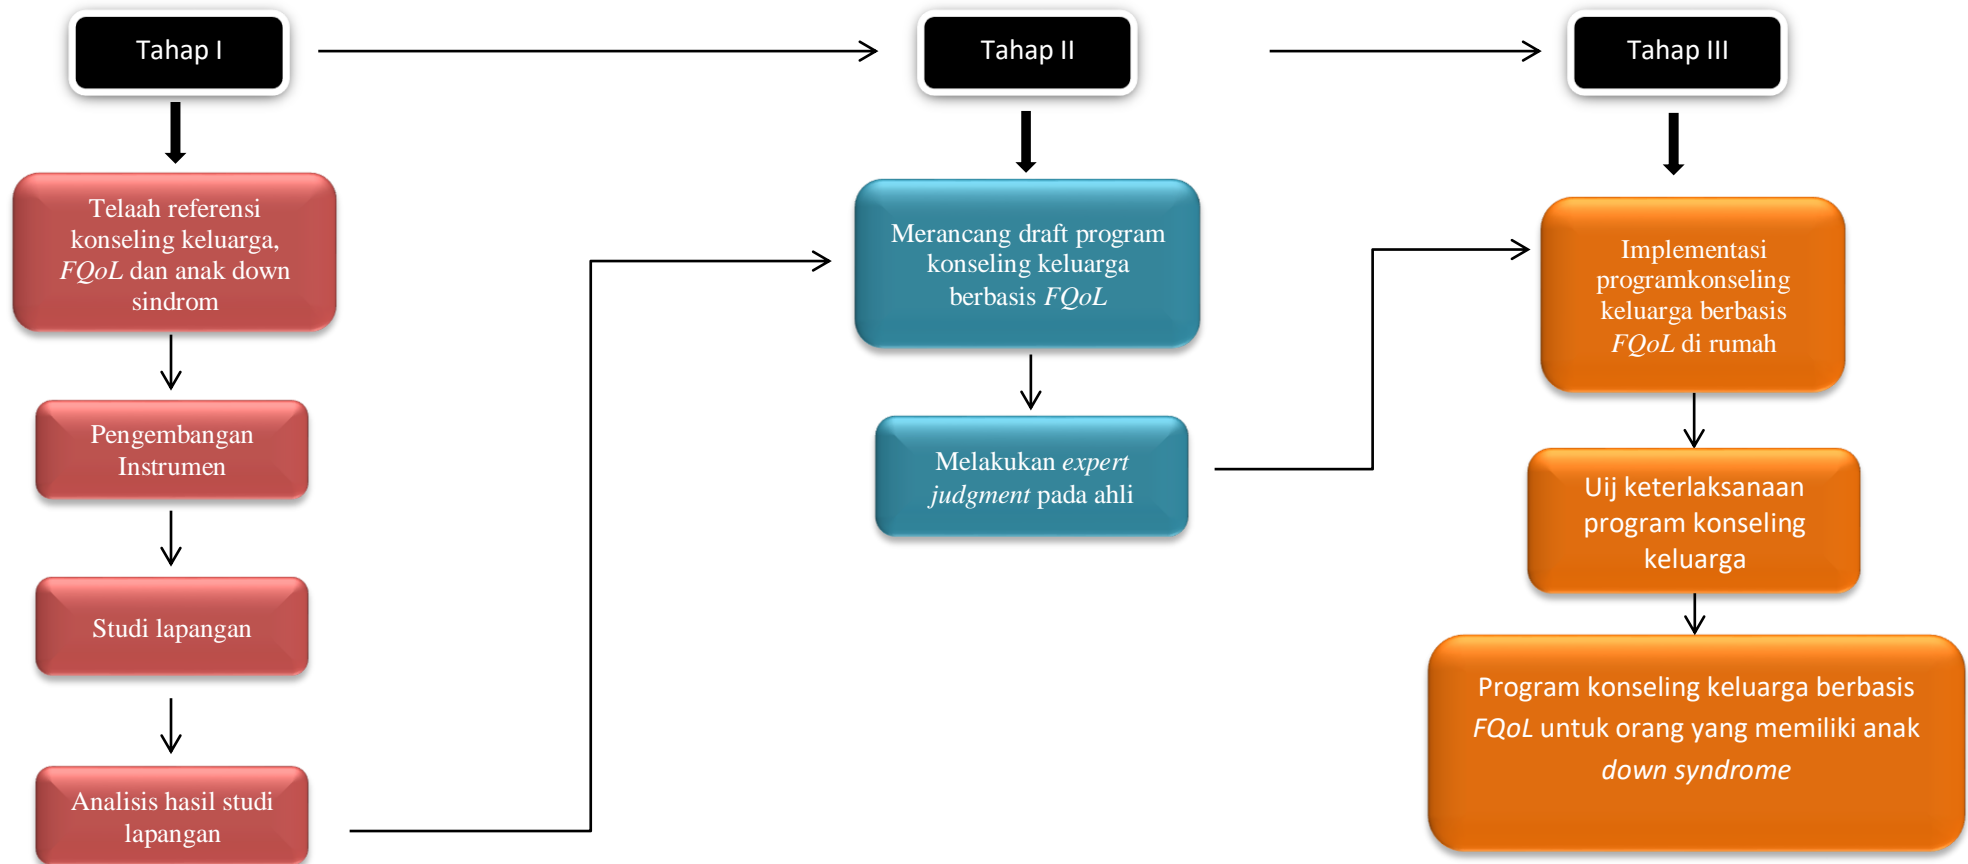 Tahap I
Tahap II
Tahap III
Telaah referensi
konseling keluarga,
FQoL dan anak down
sindrom
Pengembangan
Instrumen
Studi lapangan
Analisis hasil studi
lapangan
Merancang draft program
konseling keluarga
berbasis FQoL
Melakukan expert
judgment pada ahli
Implementasi
programkonseling
keluarga berbasis
FQoL di rumah
Uij keterlaksanaan
program konseling
keluarga
Program konseling keluarga berbasis
FQoL untuk orang yang memiliki anak
down syndrome